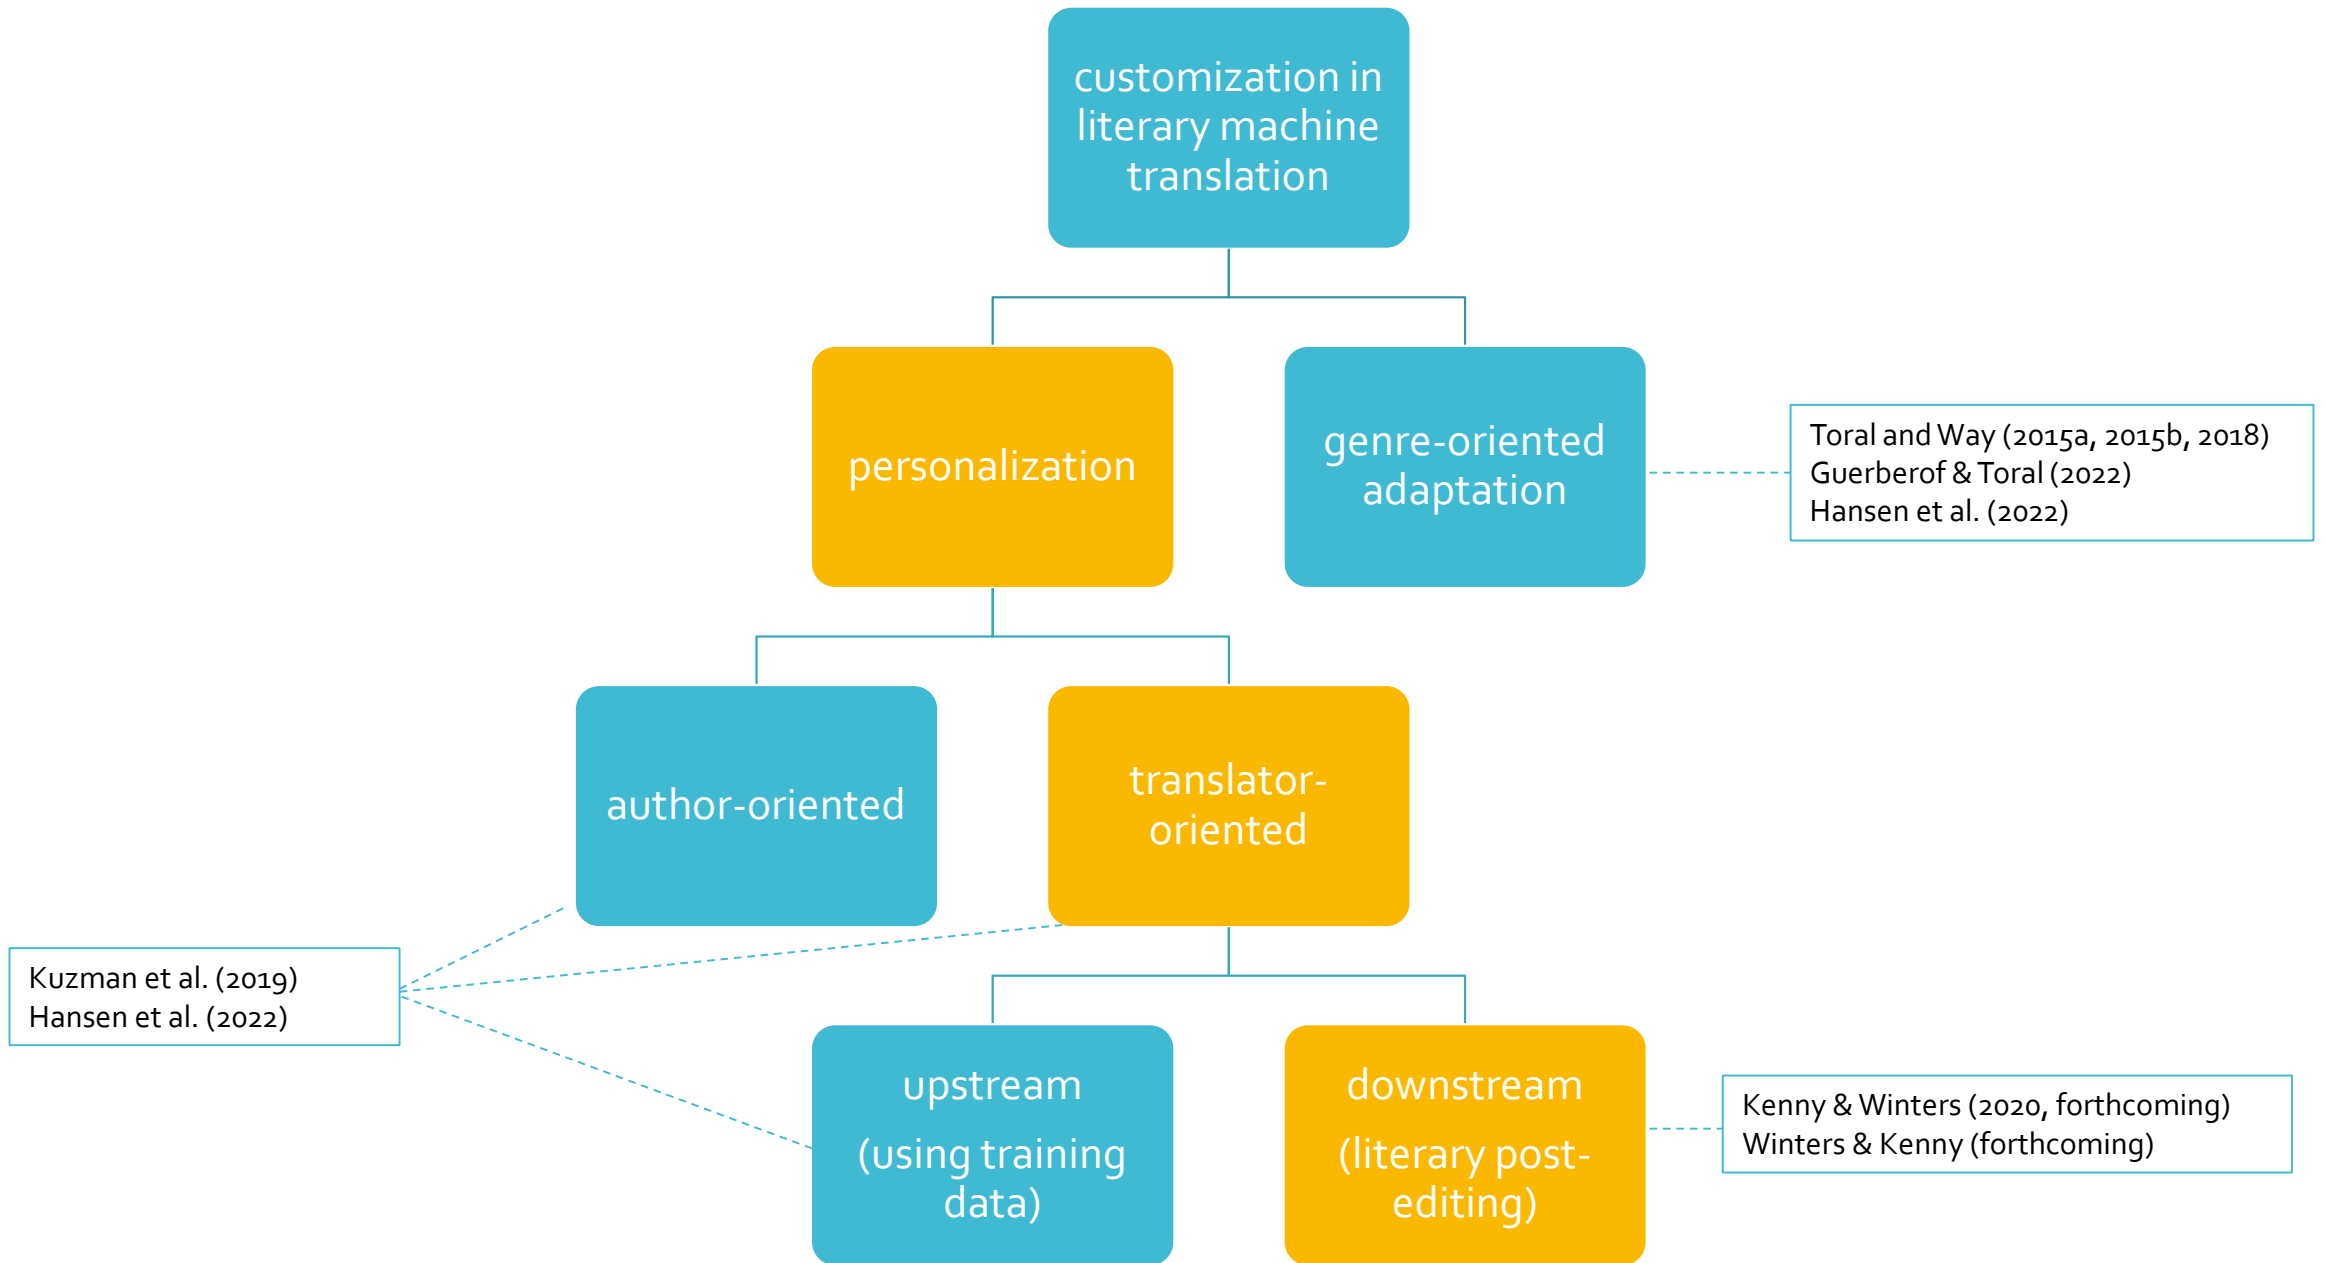 customization in
literary machine
translation
personalization
genre-oriented
adaptation
Toral and Way (2015a, 2015b, 2018)
Guerberof & Toral (2022)
Hansen et al. (2022)
author-oriented
translator-
oriented
Kuzman et al. (2019)
Hansen et al. (2022)
upstream
(using training
data)
downstream
(literary post-
editing)
Kenny & Winters (2020, forthcoming)
Winters & Kenny (forthcoming)